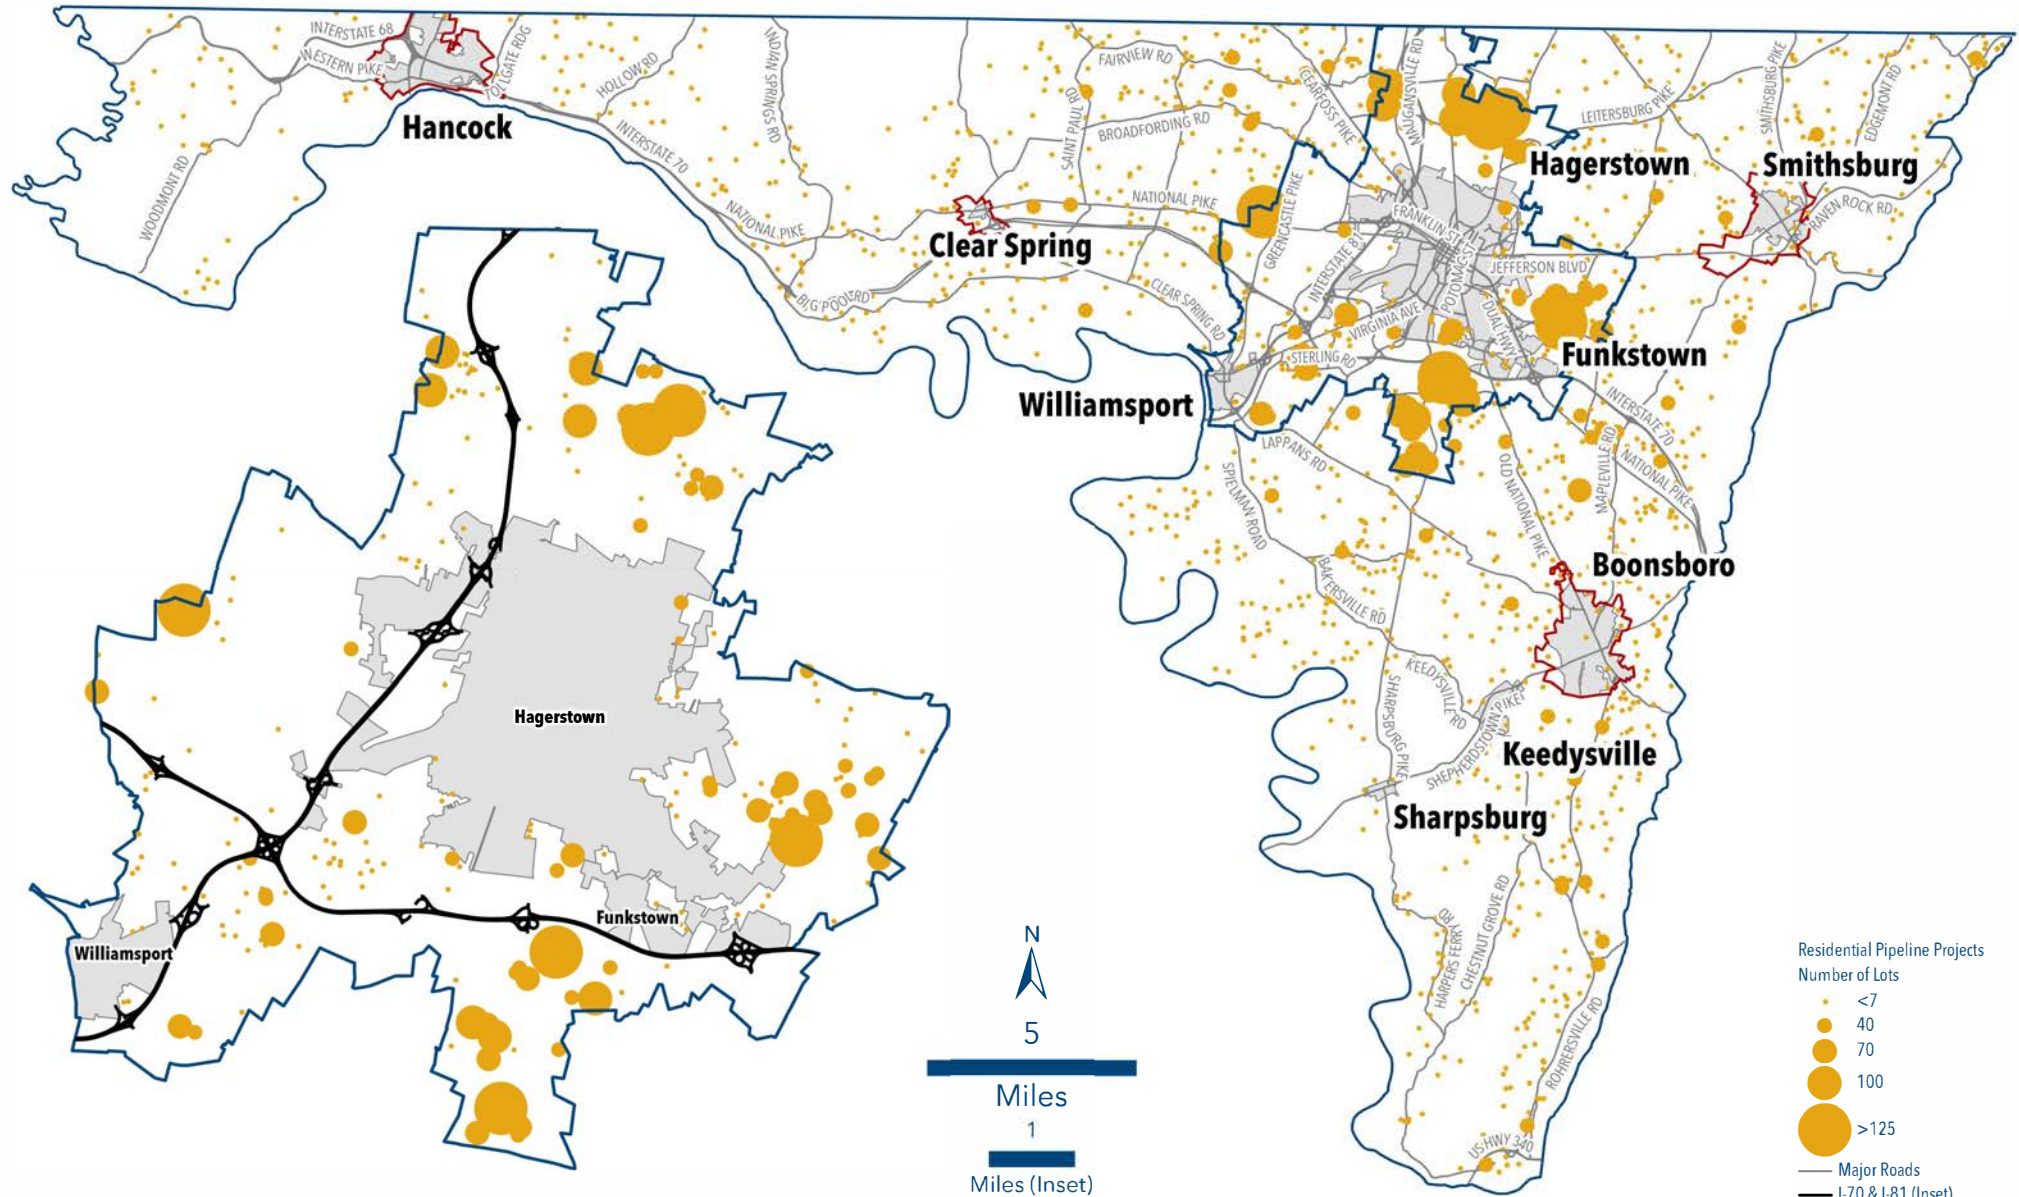 INTERSTATE 68
WESTERN PIKE
TOLLGATE RDG
HOLLOW RD
INDIAN SPRINGS RD
INTERSTATE 70
WOODMONT RD
Hancock
NATIONAL PIKE
BIG POOL RD
Clear Spring
FAIRVIEW RD
SAINT PAUL RD
BROADFORDING RD
NATIONAL PIKE
CLEAR SPRING RD
CEARFOSS PIKE
MAUGANSVILLE RD
GREENCASTLE PIKE
LEITERSBURG PIKE
SMITHSBURG PIKE
EDGEMONT RD
Hagerstown
Smithsburg
RAVEN ROCK RD
FRANKLIN ST
INTERSTATE 81
POTOMAC ST
JEFFERSON BLVD
DUAL HWY
VIRGINIA AVE
STERLING RD
Funkstown
Williamsport
INTERSTATE 70
LAPPANS RD
SPIELMAN ROAD
OLD NATIONAL PIKE
MAPLEVILLE RD
NATIONAL PIKE
Boonsboro
BAKERSVILLE RD
KEEDYSVILLE RD
SHARPSBURG PIKE
SHEPHERDSTOWN PIKE
Keedysville
Sharpsburg
HARPERS FERRY RD
CHESTNUT GROVE RD
ROHRERSVILLE RD
US HWY 340
Hagerstown
Funkstown
Williamsport
N
5
Miles
1
Miles (Inset)
Residential Pipeline Projects
Number of Lots
<7
40
70
100
>125
Major Roads
I-70 & I-81 (Inset)